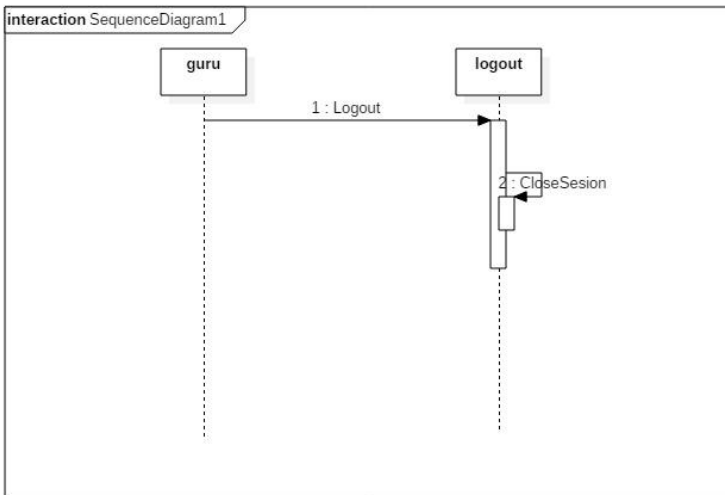 interaction SequenceDiagram1
guru
logout
1 : Logout
2 : CloseSesion